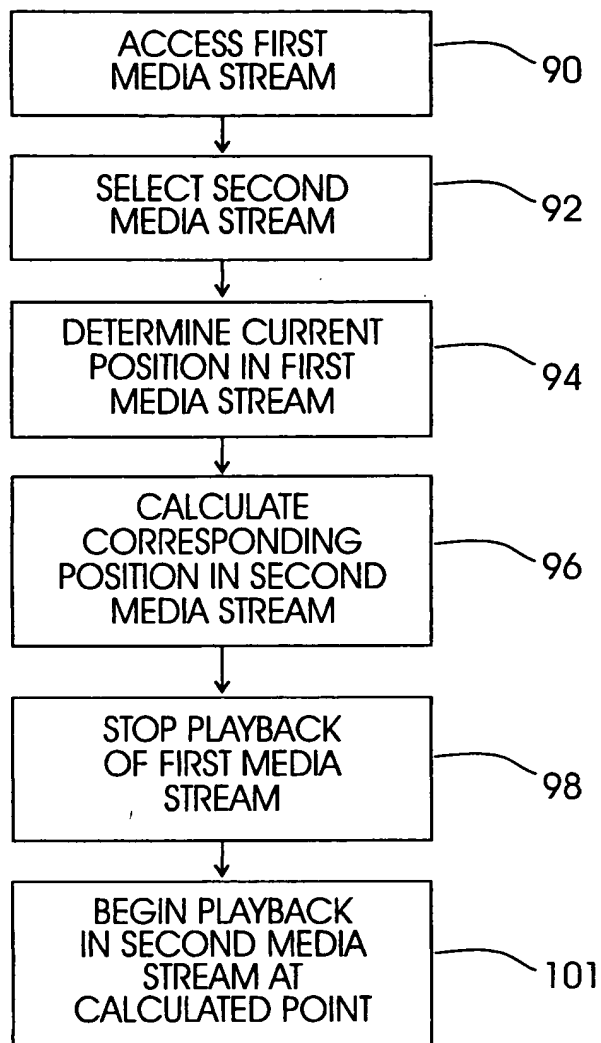 ACCESS FIRST
MEDIA STREAM
90
SELECT SECOND
MEDIA STREAM
92
DETERMINE CURRENT
POSITION IN FIRST
MEDIA STREAM
94
CALCULATE
CORRESPONDING
POSITION IN SECOND
MEDIA STREAM
96
STOP PLAYBACK
OF FIRST MEDIA
STREAM
98
BEGIN PLAYBACK
IN SECOND MEDIA
STREAM AT
CALCULATED POINT
101